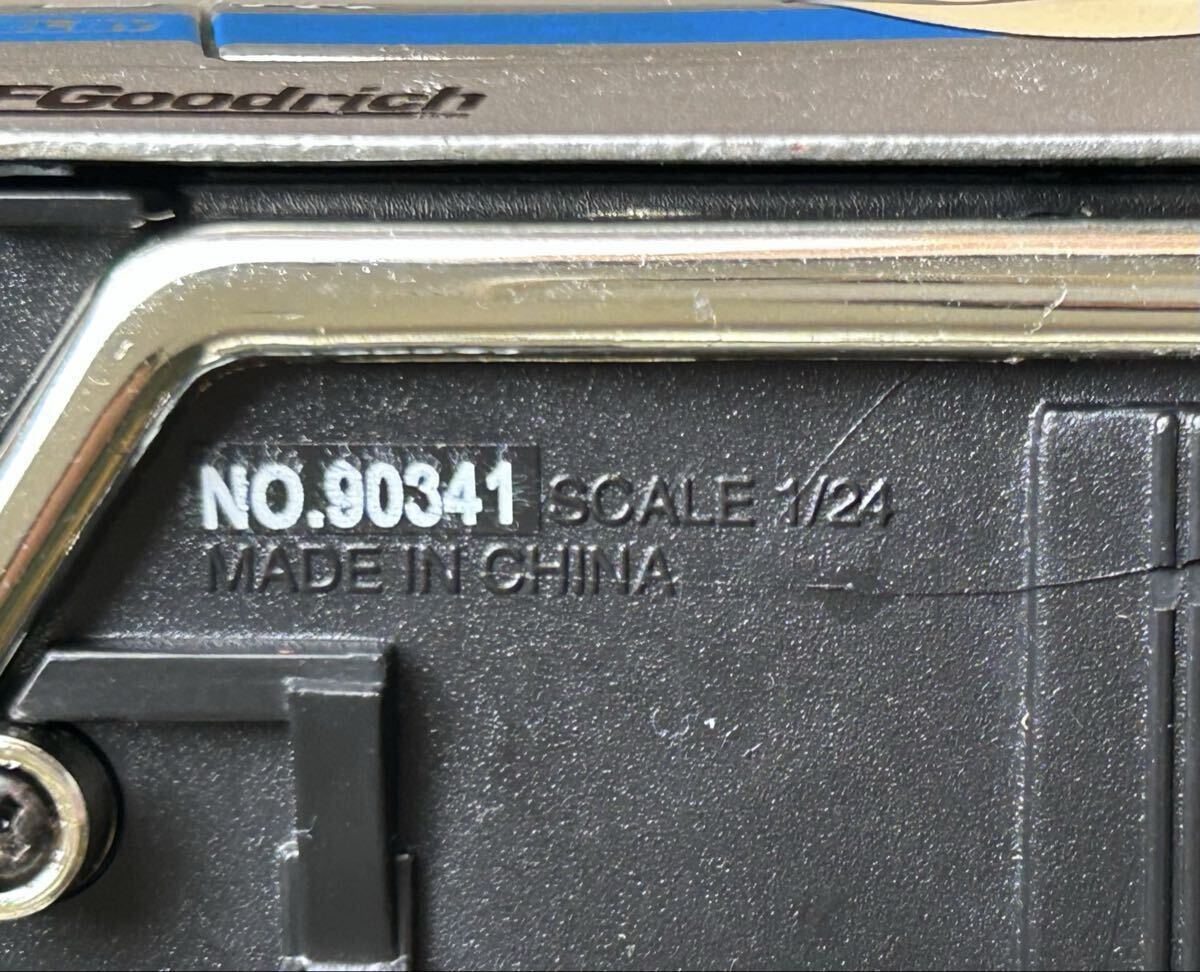 FGoodrich
NO.90341 SCALE 1/24
MADE IN CHINA